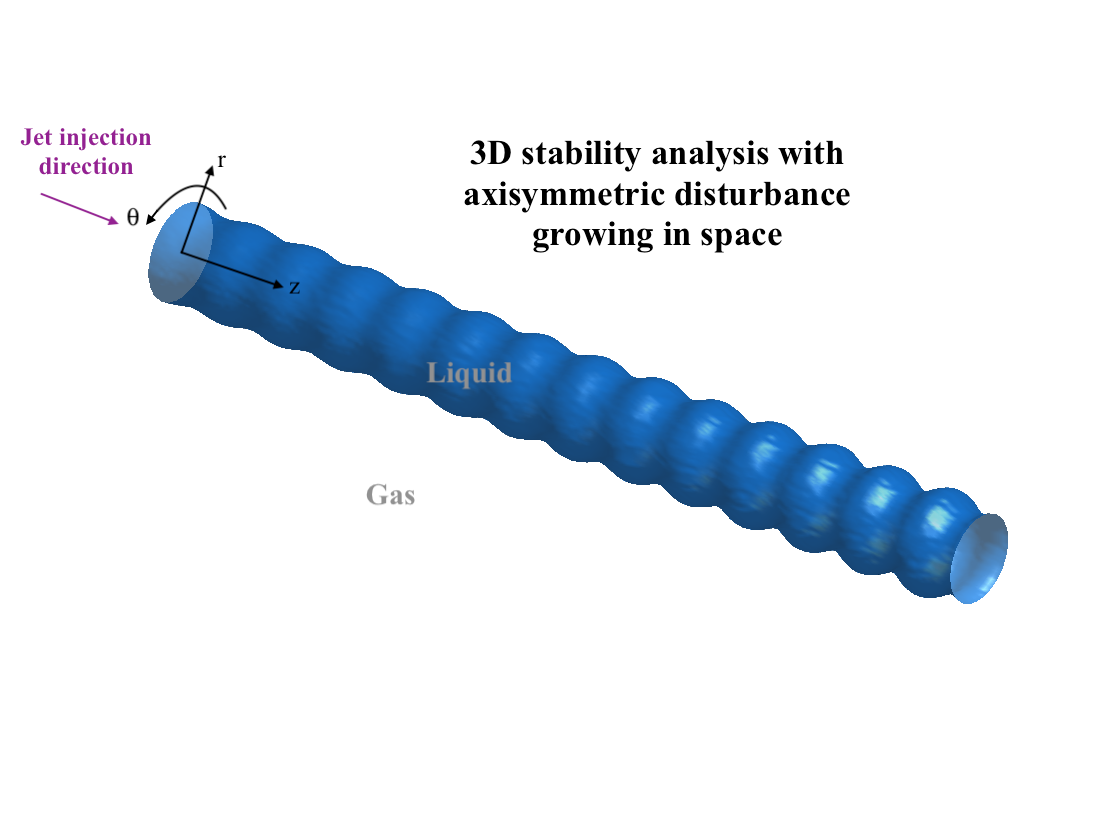 Jet injection
direction
r
θ
z
3D stability analysis with
axisymmetric disturbance
growing in space
Liquid
Gas